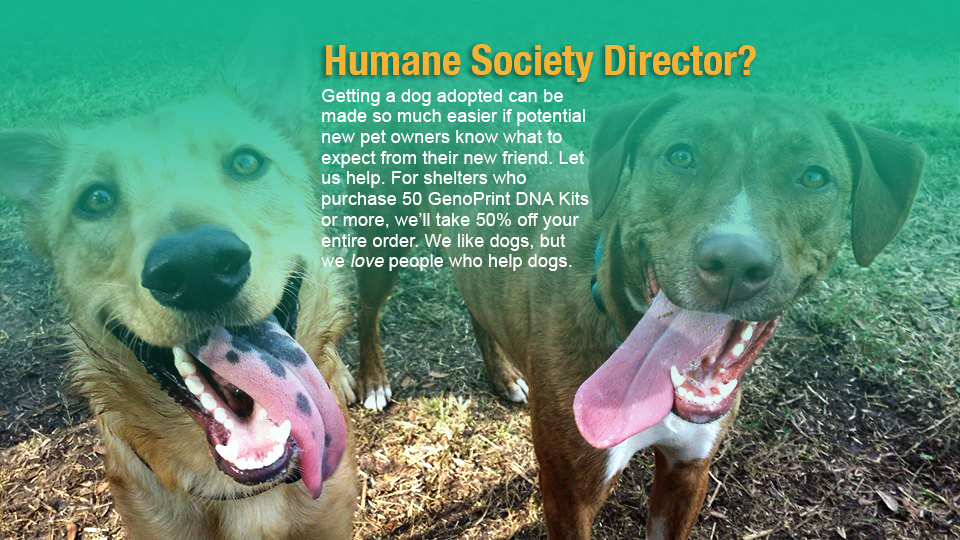 Humane Society Director?
Getting a dog adopted can be
made so much easier if potential
new pet owners know what to
expect from their new friend. Let
us help. For shelters who
purchase 50 GenoPrint DNA Kits
or more, we’ll take 50% off your
entire order. We like dogs, but
we love people who help dogs.